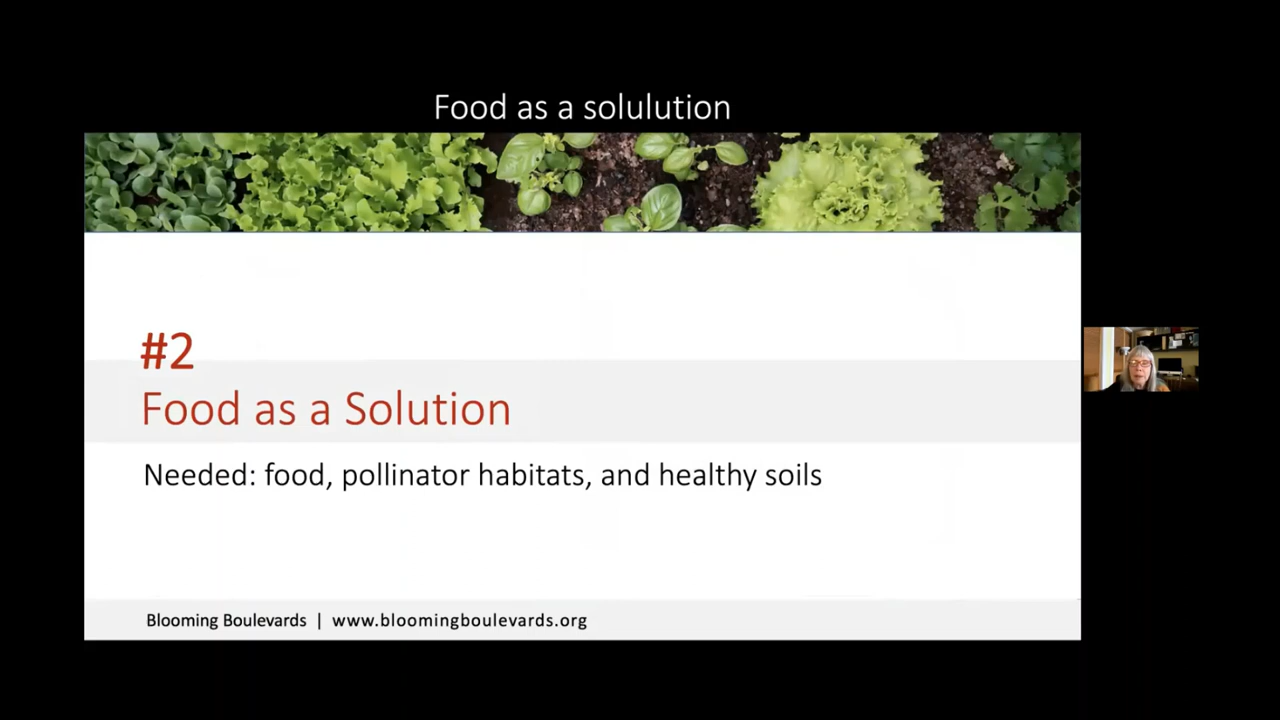 Food as a solulution
#2
Food as a Solution
Needed: food, pollinator habitats, and healthy soils
Blooming Boulevards | www.bloomingboulevards.org